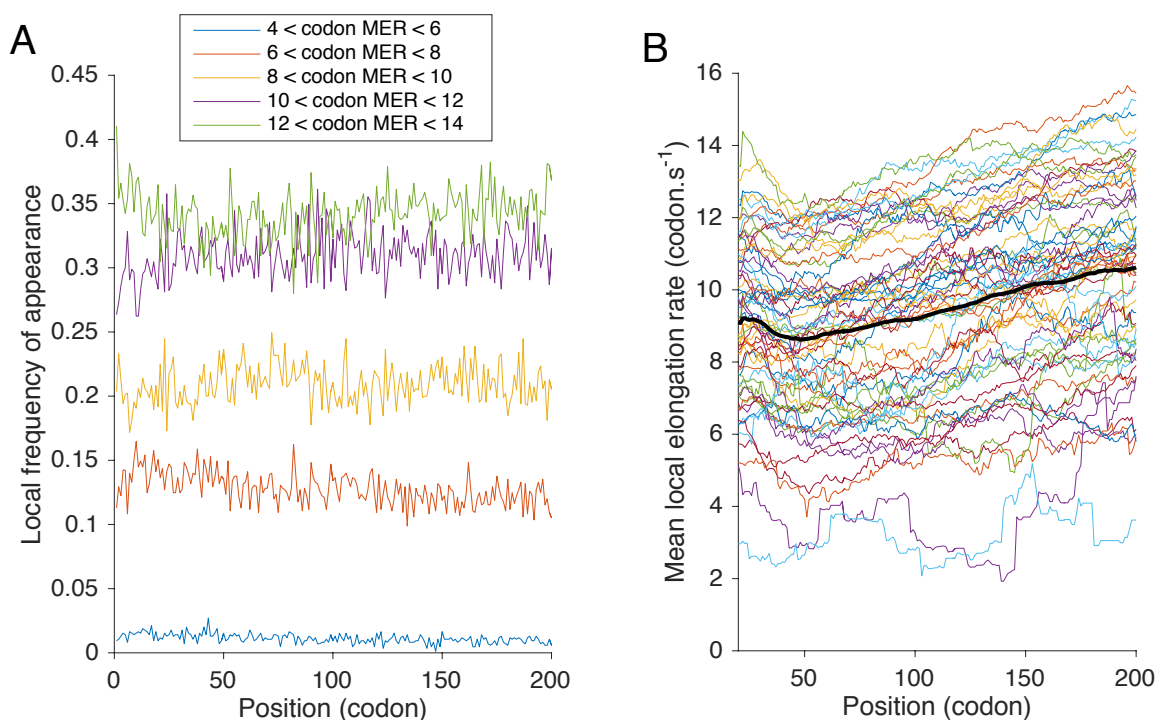 A
4 < codon MER < 6
6 < codon MER < 8
8 < codon MER < 10
10 < codon MER < 12
12 < codon MER < 14
Local frequency of appearance
0.45
0.4
0.35
0.3
0.25
0.2
0.15
0.1
0.05
0
0 50 100 150 200
Position (codon)
B
Mean local elongation rate (codon.s⁻¹)
16
14
12
10
8
6
4
2
0
50 100 150 200
Position (codon)